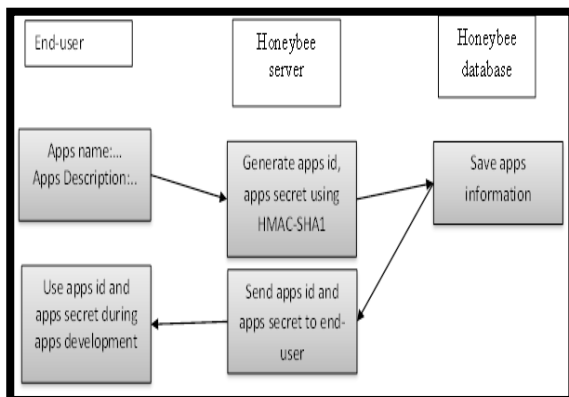 End-user
Honeybee
server
Honeybee
database
Apps name:...
Apps Description:..
Generate apps id,
apps secret using
HMAC-SHA1
Save apps
information
Use apps id and
apps secret during
apps development
Send apps id and
apps secret to end-
user